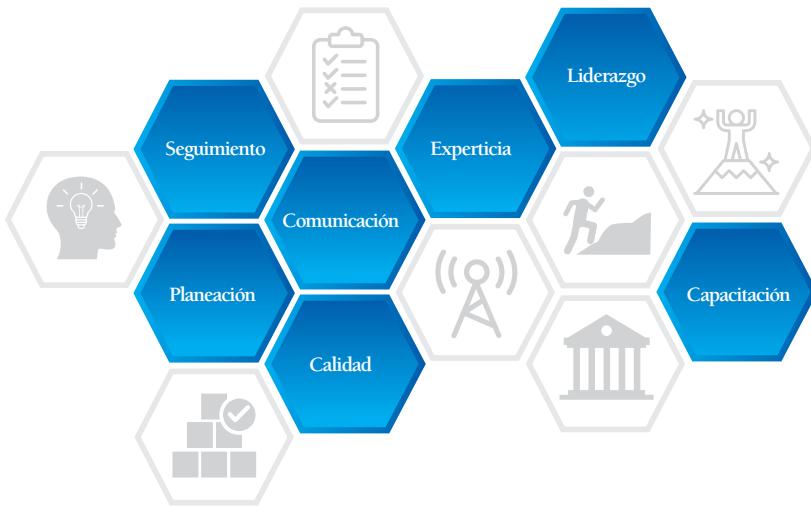 Liderazgo
Seguimiento
Experticia
Comunicación
Planeación
Capacitación
Calidad